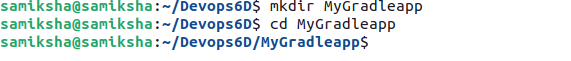 samiksha@samiksha:~/Devops6D$ mkdir MyGradleapp
samiksha@samiksha:~/Devops6D$ cd MyGradleapp
samiksha@samiksha:~/Devops6D/MyGradleapp$